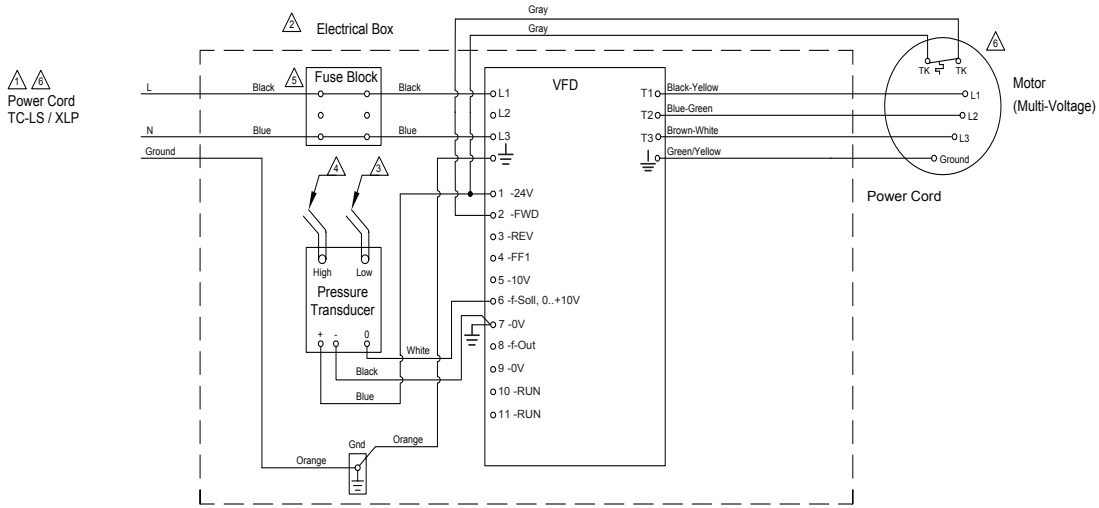 Gray
2
Electrical Box
Gray
6
1 6
Power Cord
TC-LS / XLP
L
Black
5
Fuse Block
Black
L1
VFD
T1
Black-Yellow
TK
TK
L1
Motor
(Multi-Voltage)
L2
T2
Blue-Green
L2
N
Blue
Blue
L3
T3
Brown-White
L3
Ground
Green/Yellow
Ground
4
3
1 -24V
Power Cord
2 -FWD
3 -REV
4 -FF1
High
Low
5 -10V
Pressure
Transducer
6 -f-Soll, 0..+10V
7 -0V
+
-
0
White
8 -f-Out
Black
9 -0V
Blue
10 -RUN
11 -RUN
Gnd
Orange
Orange